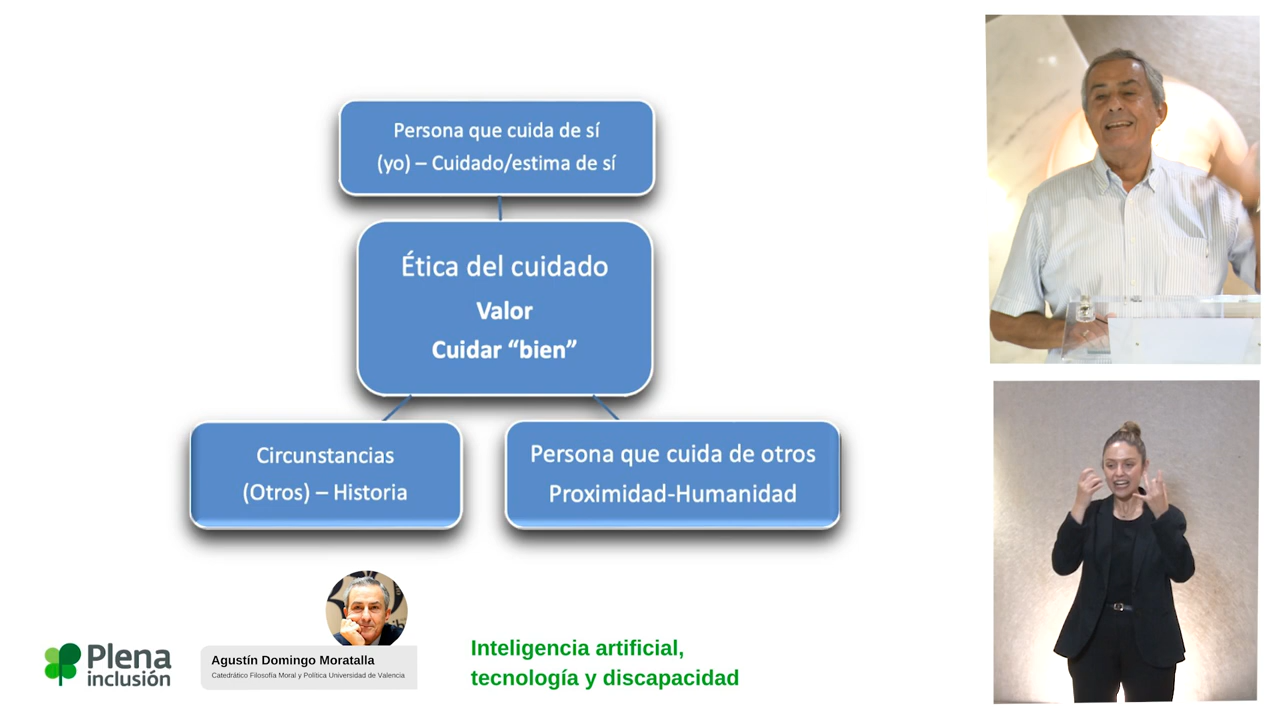 Persona que cuida de sí
(yo) – Cuidado/estima de sí
Ética del cuidado
Valor
Cuidar “bien”
Circunstancias
(Otros) – Historia
Persona que cuida de otros
Proximidad-Humanidad
Plena
inclusión
Agustín Domingo Moratalla
Catedrático Filosofía Moral y Política Universidad de Valencia
Inteligencia artificial,
tecnología y discapacidad